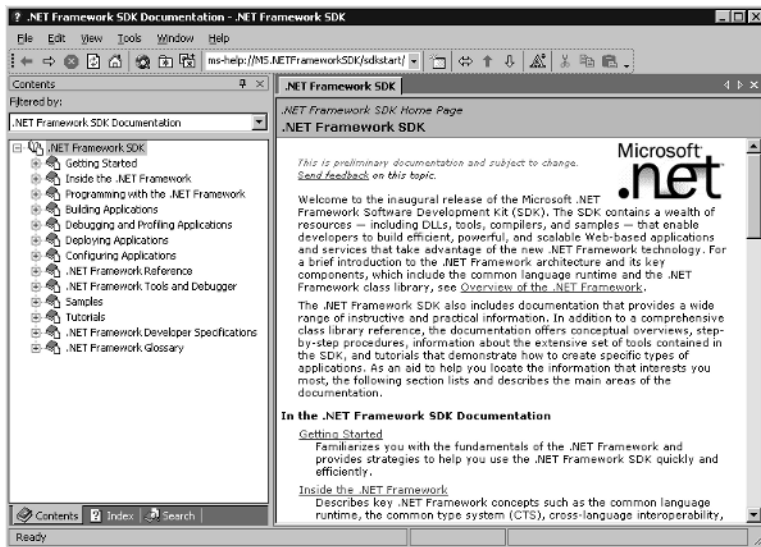 ? .NET Framework SDK Documentation - .NET Framework SDK
File Edit View Tools Window Help
ms-help://MS.NETFrameworkSDK/sdkstart/
Contents
Filtered by:
.NET Framework SDK Documentation
.NET Framework SDK
Getting Started
Inside the .NET Framework
Programming with the .NET Framework
Building Applications
Debugging and Profiling Applications
Deploying Applications
Configuring Applications
.NET Framework Reference
.NET Framework Tools and Debugger
Samples
Tutorials
.NET Framework Developer Specifications
.NET Framework Glossary
Contents Index Search
Ready
.NET Framework SDK
.NET Framework SDK Home Page
.NET Framework SDK
Microsoft
.net
This is preliminary documentation and subject to change.
Send feedback on this topic.
Welcome to the inaugural release of the Microsoft .NET
Framework Software Development Kit (SDK). The SDK contains a wealth of
resources — including DLLs, tools, compilers, and samples — that enable
developers to build efficient, powerful, and scalable Web-based applications
and services that take advantage of the new .NET Framework technology. For
a brief introduction to the .NET Framework architecture and its key
components, which include the common language runtime and the .NET
Framework class library, see Overview of the .NET Framework.
The .NET Framework SDK also includes documentation that provides a wide
range of instructive and practical information. In addition to a comprehensive
class library reference, the documentation offers conceptual overviews, step-
by-step procedures, information about the extensive set of tools contained in
the SDK, and tutorials that demonstrate how to create specific types of
applications. As an aid to help you locate the information that interests you
most, the following section lists and describes the main areas of the
documentation.
In the .NET Framework SDK Documentation
Getting Started
Familiarizes you with the fundamentals of the .NET Framework and
provides strategies to help you use the .NET Framework SDK quickly and
efficiently.
Inside the .NET Framework
Describes key .NET Framework concepts such as the common language
runtime, the common type system (CTS), cross-language interoperability,